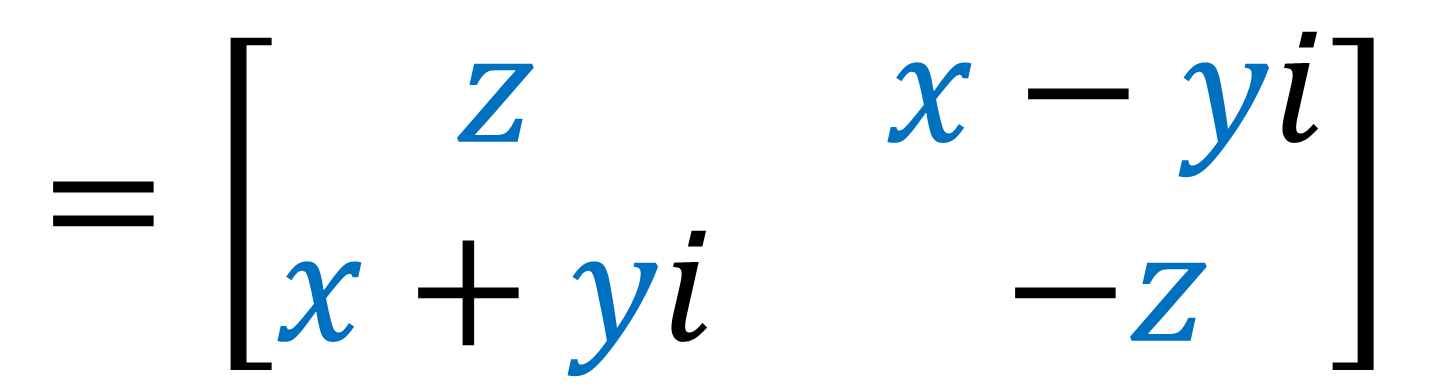 = [ z x − yi
x + yi −z ]